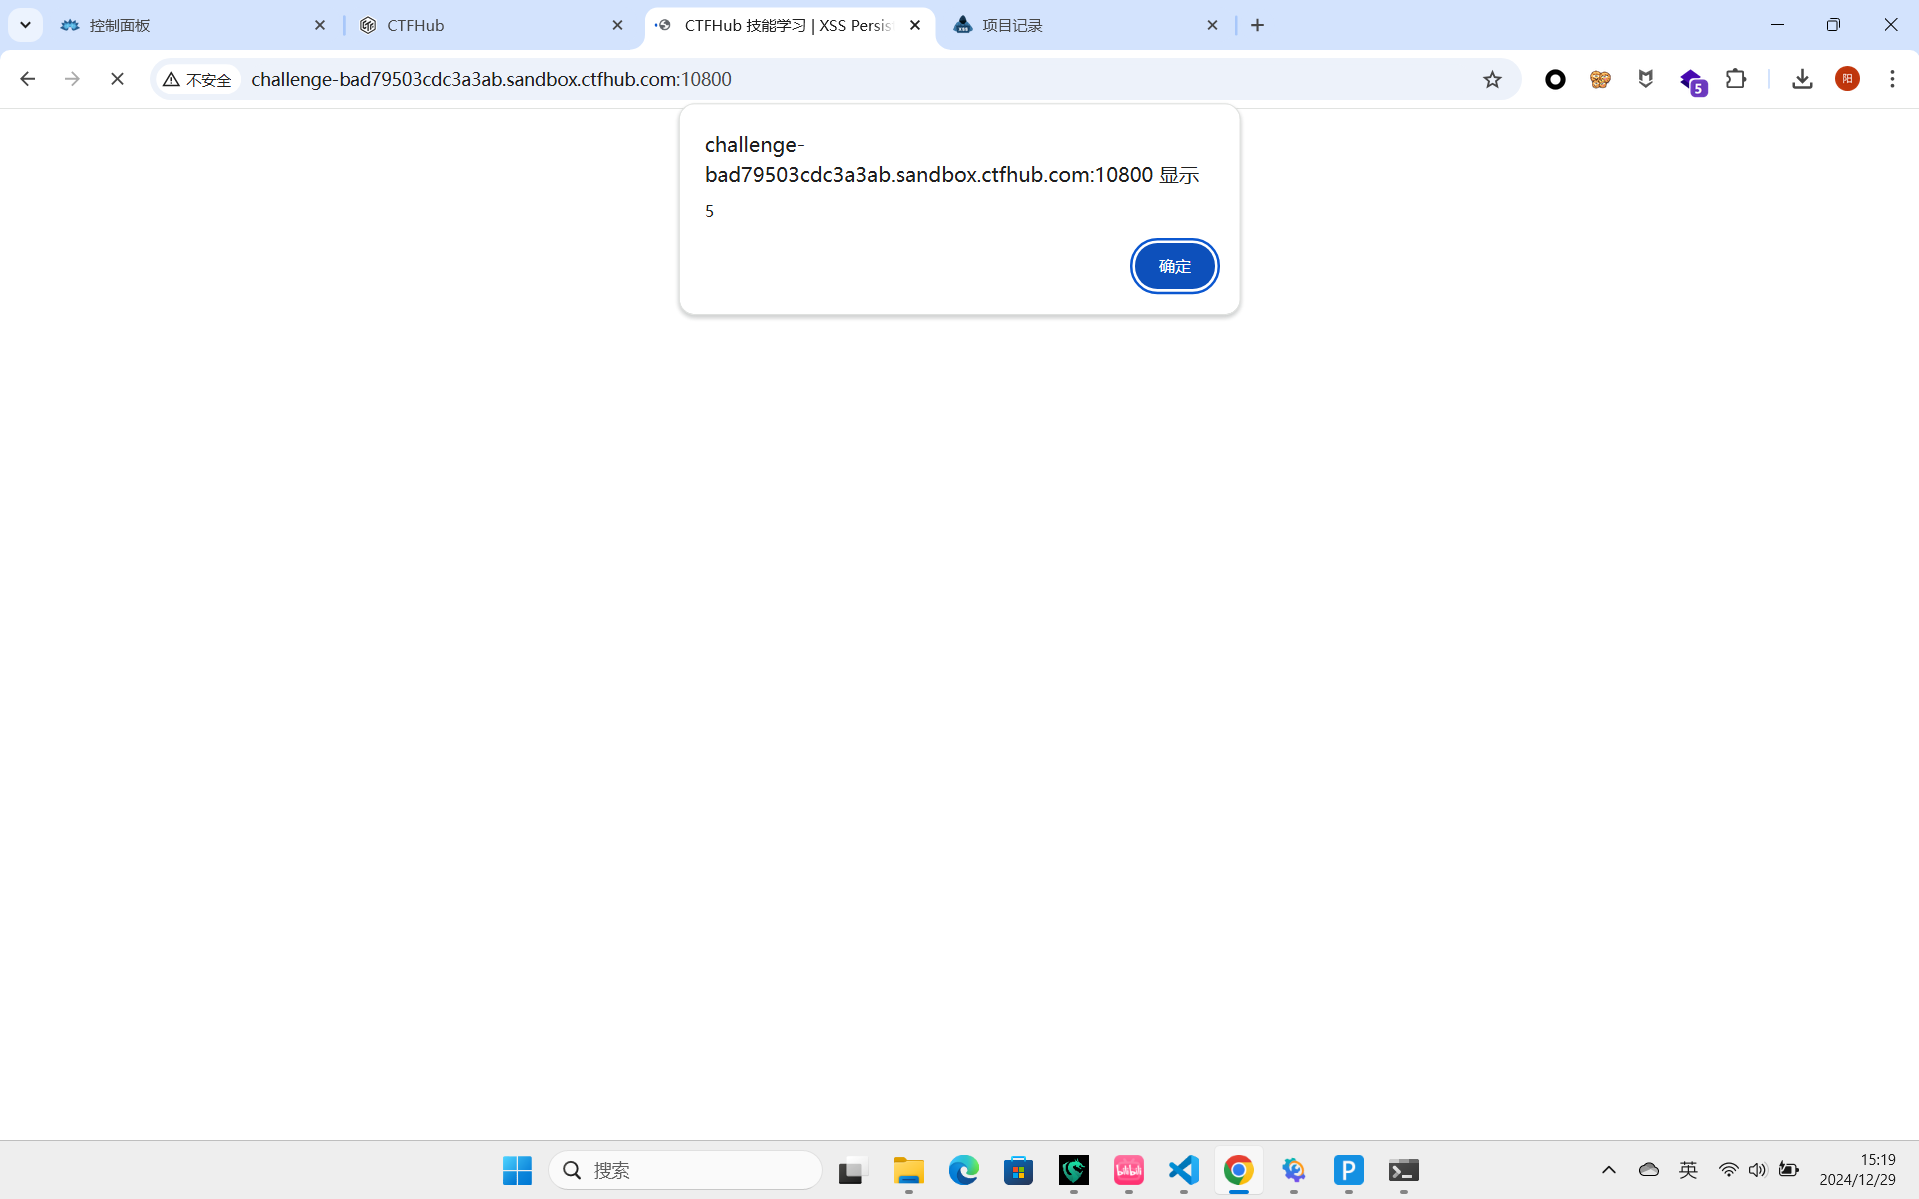 控制面板
CTFHub
CTFHub 技能学习 | XSS Persis
项目记录
不安全
challenge-bad79503cdc3a3ab.sandbox.ctfhub.com:10800
5
阳
challenge-
bad79503cdc3a3ab.sandbox.ctfhub.com:10800 显示
5
确定
搜索
bilibili
P
英
15:19
2024/12/29